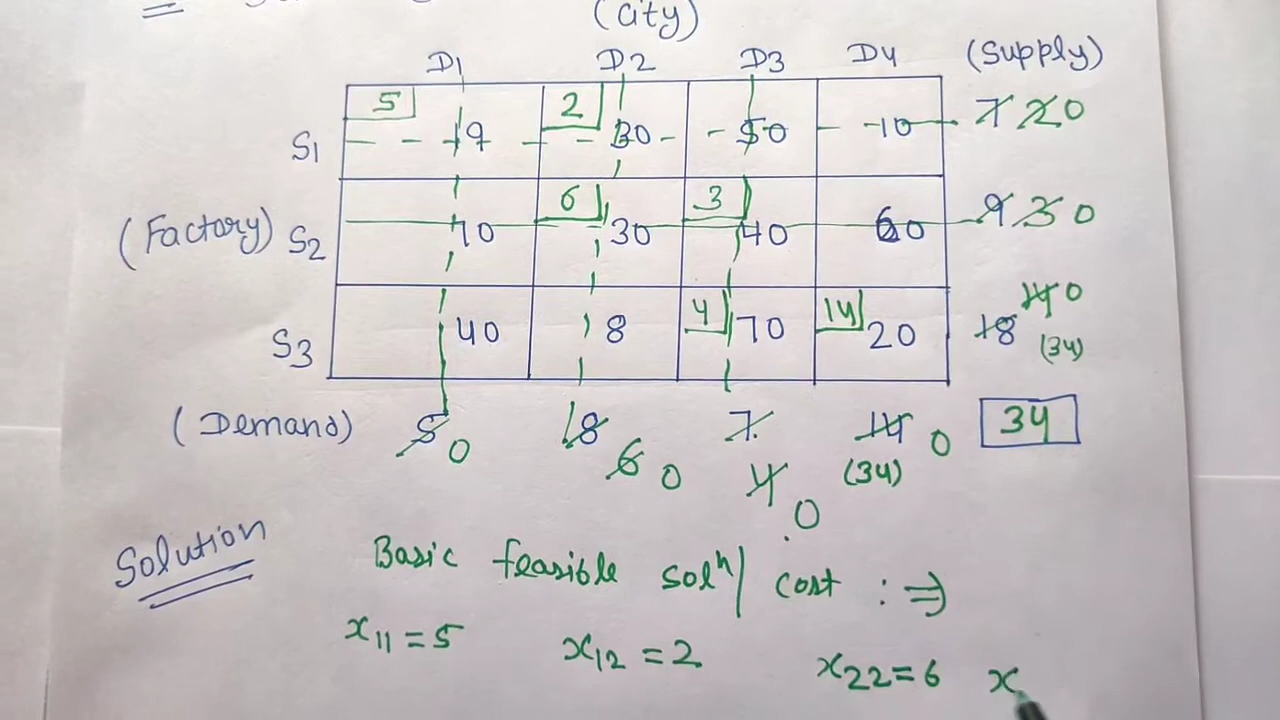 (City)
D1 D2 D3 D4 (Supply)
5 2
S1 19 30 50 10 7 2 0
6 3
(Factory) S2 70 30 40 60 9 3 0
4 14 14 0
S3 40 8 70 20 18 (34)
(Demand) 5 0 8 6 0 7 4 0 14 0 (34) 34
Solution
Basic feasible solⁿ/ cost :⇒
x11 = 5 x12 = 2 x22 = 6 x